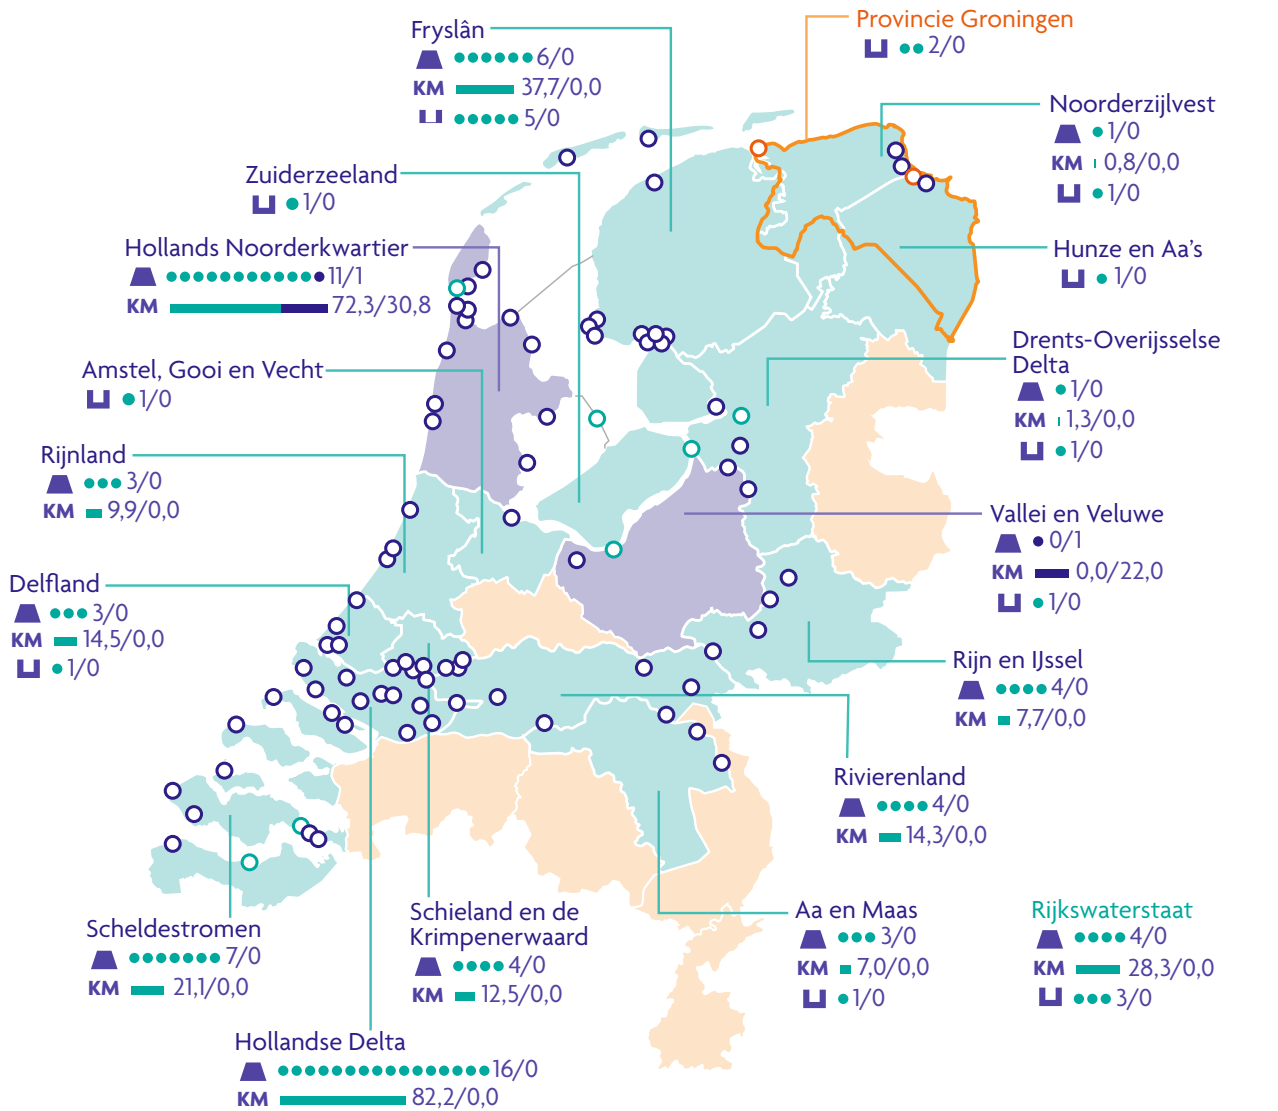 Fryslân
6/0
KM 37,7/0,0
5/0
Provincie Groningen
2/0
Noorderzijlvest
1/0
KM 0,8/0,0
1/0
Zuiderzeeland
1/0
Hollands Noorderkwartier
11/1
KM 72,3/30,8
Hunze en Aa's
1/0
Drents-Overijsselse
Delta
1/0
KM 1,3/0,0
1/0
Amstel, Gooi en Vecht
1/0
Rijnland
3/0
KM 9,9/0,0
Vallei en Veluwe
0/1
KM 0,0/22,0
1/0
Delfland
3/0
KM 14,5/0,0
1/0
Rijn en IJssel
4/0
KM 7,7/0,0
Rivierenland
4/0
KM 14,3/0,0
Scheldestromen
7/0
KM 21,1/0,0
Schieland en de
Krimpenerwaard
4/0
KM 12,5/0,0
Aa en Maas
3/0
KM 7,0/0,0
1/0
Rijkswaterstaat
4/0
KM 28,3/0,0
3/0
Hollandse Delta
16/0
KM 82,2/0,0